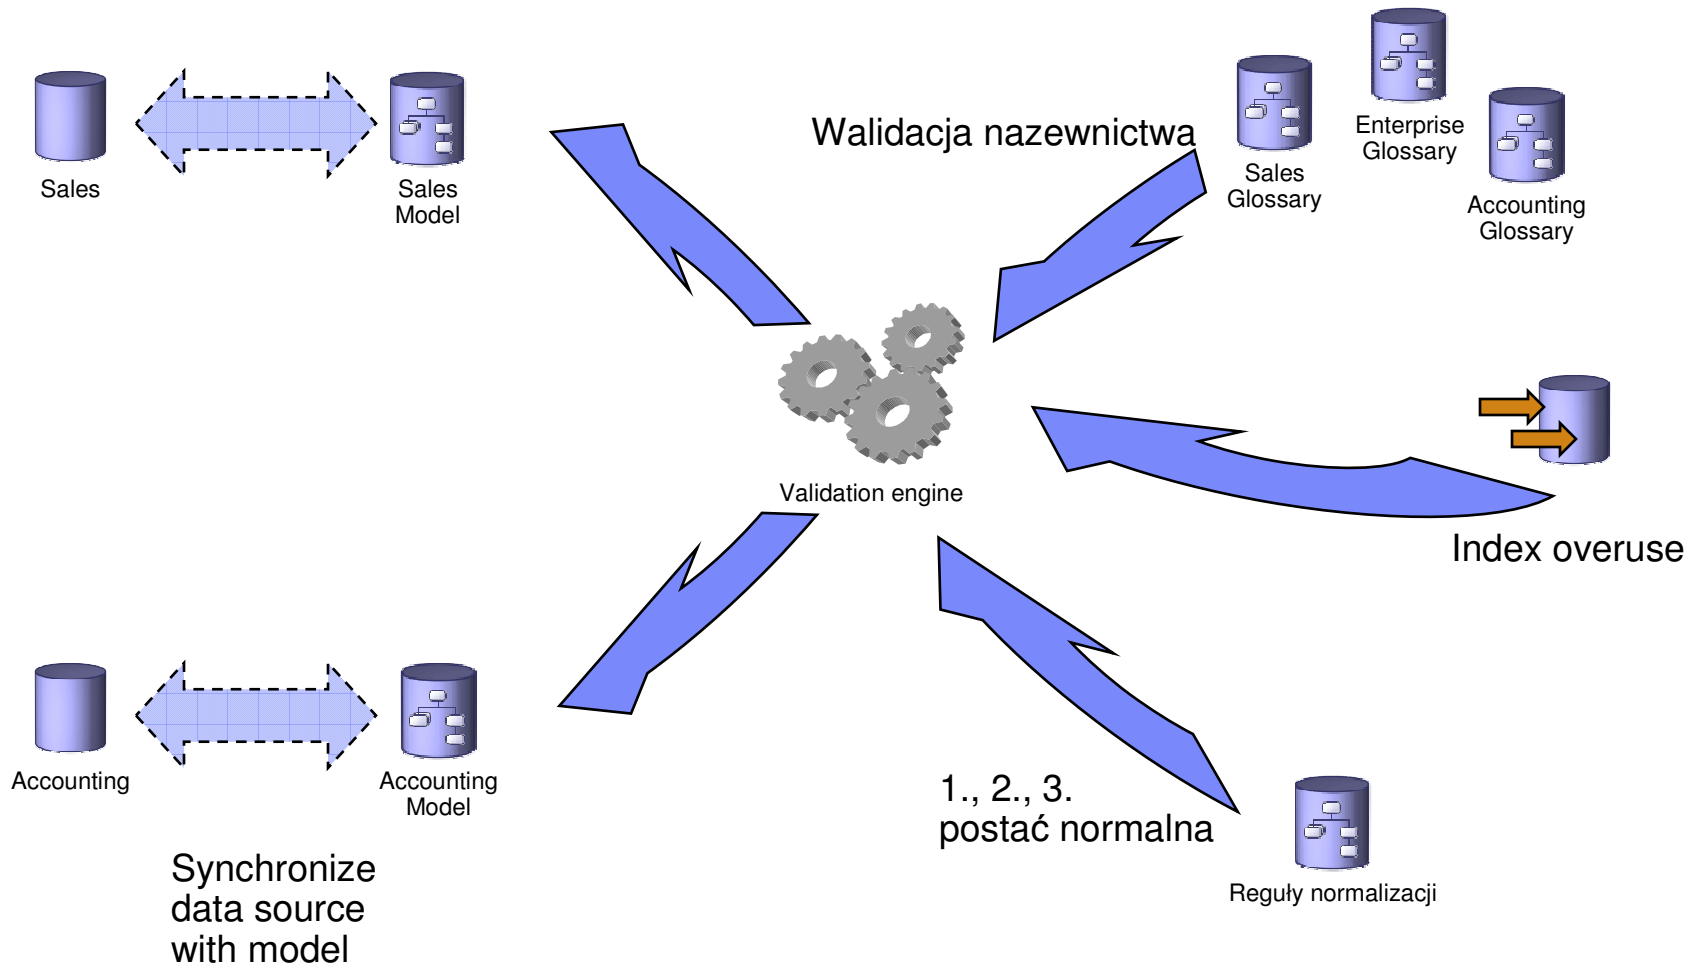 Walidacja nazewnictwa
Enterprise
Glossary
Sales
Sales
Model
Sales
Glossary
Accounting
Glossary
Validation engine
Index overuse
Accounting
Accounting
Model
1., 2., 3.
postać normalna
Synchronize
data source
with model
Reguły normalizacji